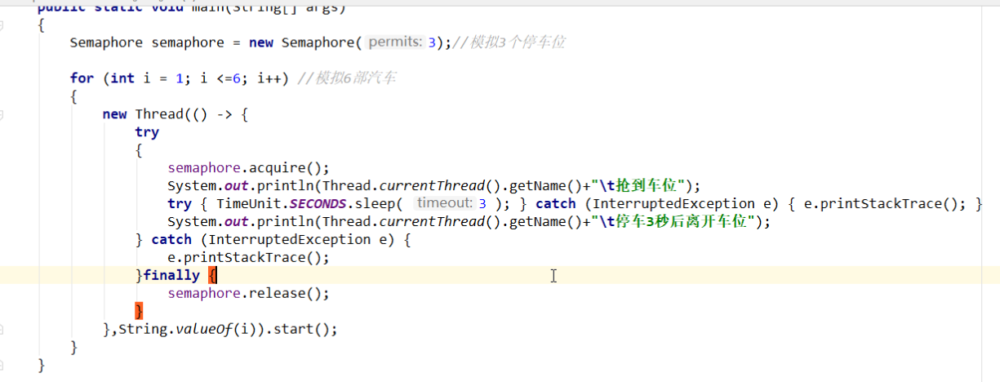 public static void main(String[] args)
{
Semaphore semaphore = new Semaphore( permits: 3);//模拟3个停车位
for (int i = 1; i <=6; i++) //模拟6部汽车
{
new Thread(() -> {
try
{
semaphore.acquire();
System.out.println(Thread.currentThread().getName()+"\t抢到车位");
try { TimeUnit.SECONDS.sleep( timeout: 3 ); } catch (InterruptedException e) { e.printStackTrace(); }
System.out.println(Thread.currentThread().getName()+"\t停车3秒后离开车位");
} catch (InterruptedException e) {
e.printStackTrace();
}finally {
semaphore.release();
}
},String.valueOf(i)).start();
}
}